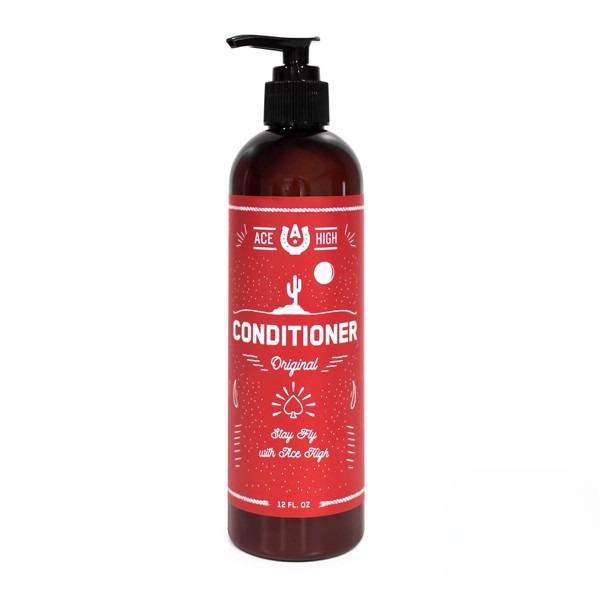 ACE A HIGH
CONDITIONER
Original
Stay Fly
with Ace High
12 FL. OZ